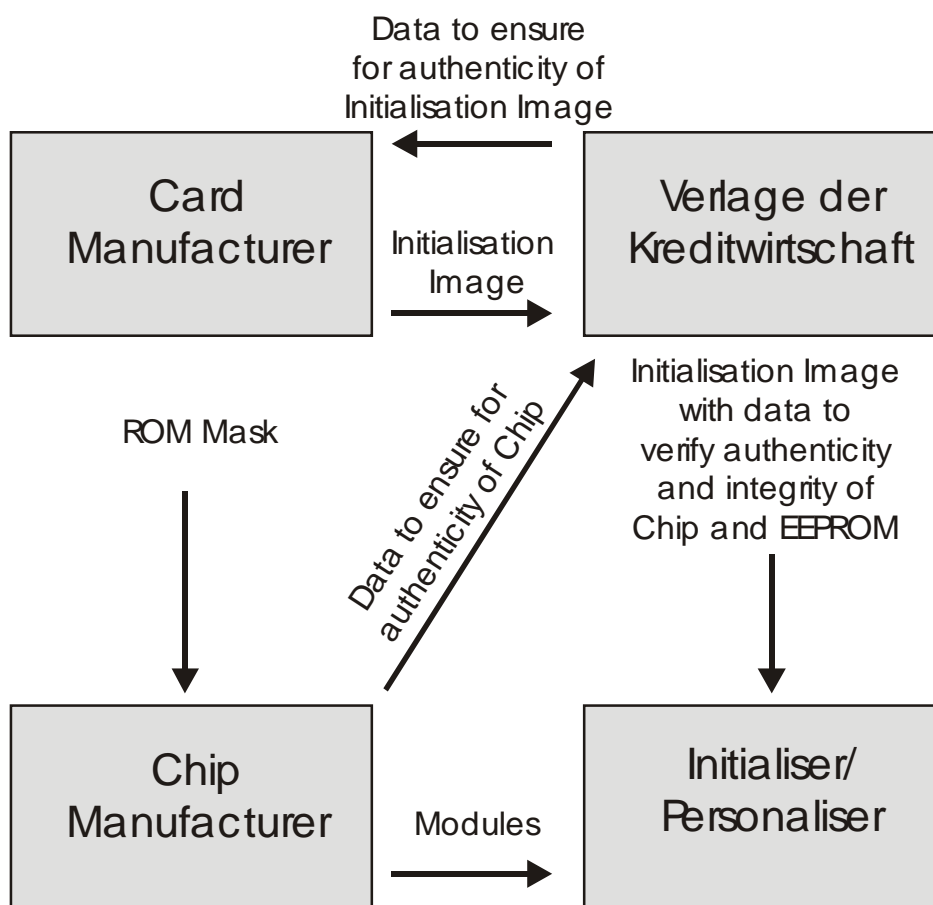 Data to ensure
for authenticity of
Initialisation Image
Card
Manufacturer
Initialisation
Image
Verlage der
Kreditwirtschaft
ROM Mask
Data to ensure for
authenticity of Chip
Initialisation Image
with data to
verify authenticity
and integrity of
Chip and EEPROM
Chip
Manufacturer
Modules
Initialiser/
Personaliser